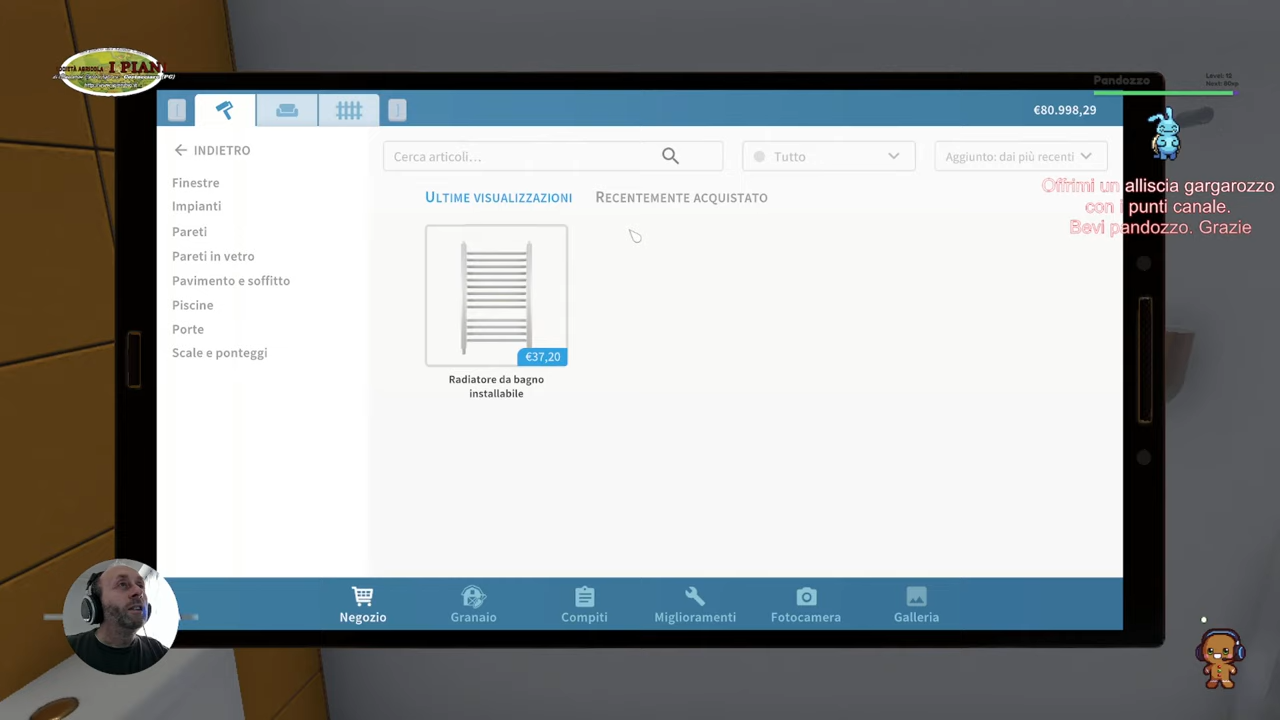 I PIANI
Pandozzo
€80.998,29
INDIETRO
Cerca articoli…
Tutto
Aggiunto: dai più recenti
Finestre
Impianti
Pareti
Pareti in vetro
Pavimento e soffitto
Piscine
Porte
Scale e ponteggi
ULTIME VISUALIZZAZIONI
RECENTEMENTE ACQUISTATO
€37,20
Radiatore da bagno
installabile
Offrimi un alliscia gargarozzo
con i punti canale.
Bevi pandozzo. Grazie
Negozio
Granaio
Compiti
Miglioramenti
Fotocamera
Galleria